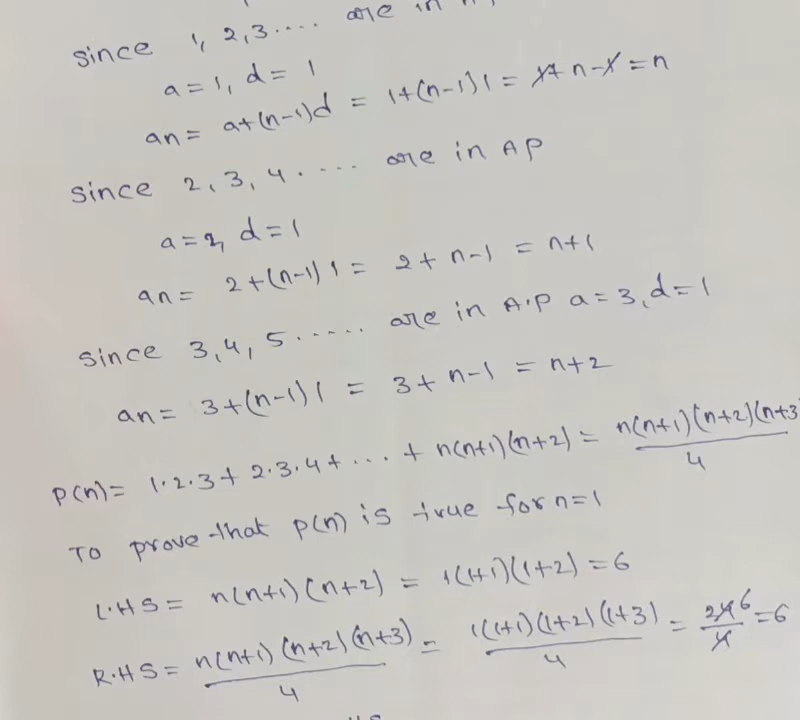 since 1, 2, 3.... are in
a = 1, d = 1
an = a+(n-1)d = 1+(n-1)1 = 1+n-1 = n
since 2, 3, 4..... are in AP
a = 2, d = 1
an = 2+(n-1)1 = 2+n-1 = n+1
since 3, 4, 5...... are in A.P a = 3, d = 1
an = 3+(n-1)1 = 3+n-1 = n+2
P(n) = 1.2.3 + 2.3.4 + ... + n(n+1)(n+2) = n(n+1)(n+2)(n+3 / 4
To prove that p(n) is true for n=1
L.H S = n(n+1)(n+2) = 1(1+1)(1+2) = 6
R.H S = n(n+1)(n+2)(n+3) / 4 = 1(1+1)(1+2)(1+3) / 4 = 24 6 / 4 = 6